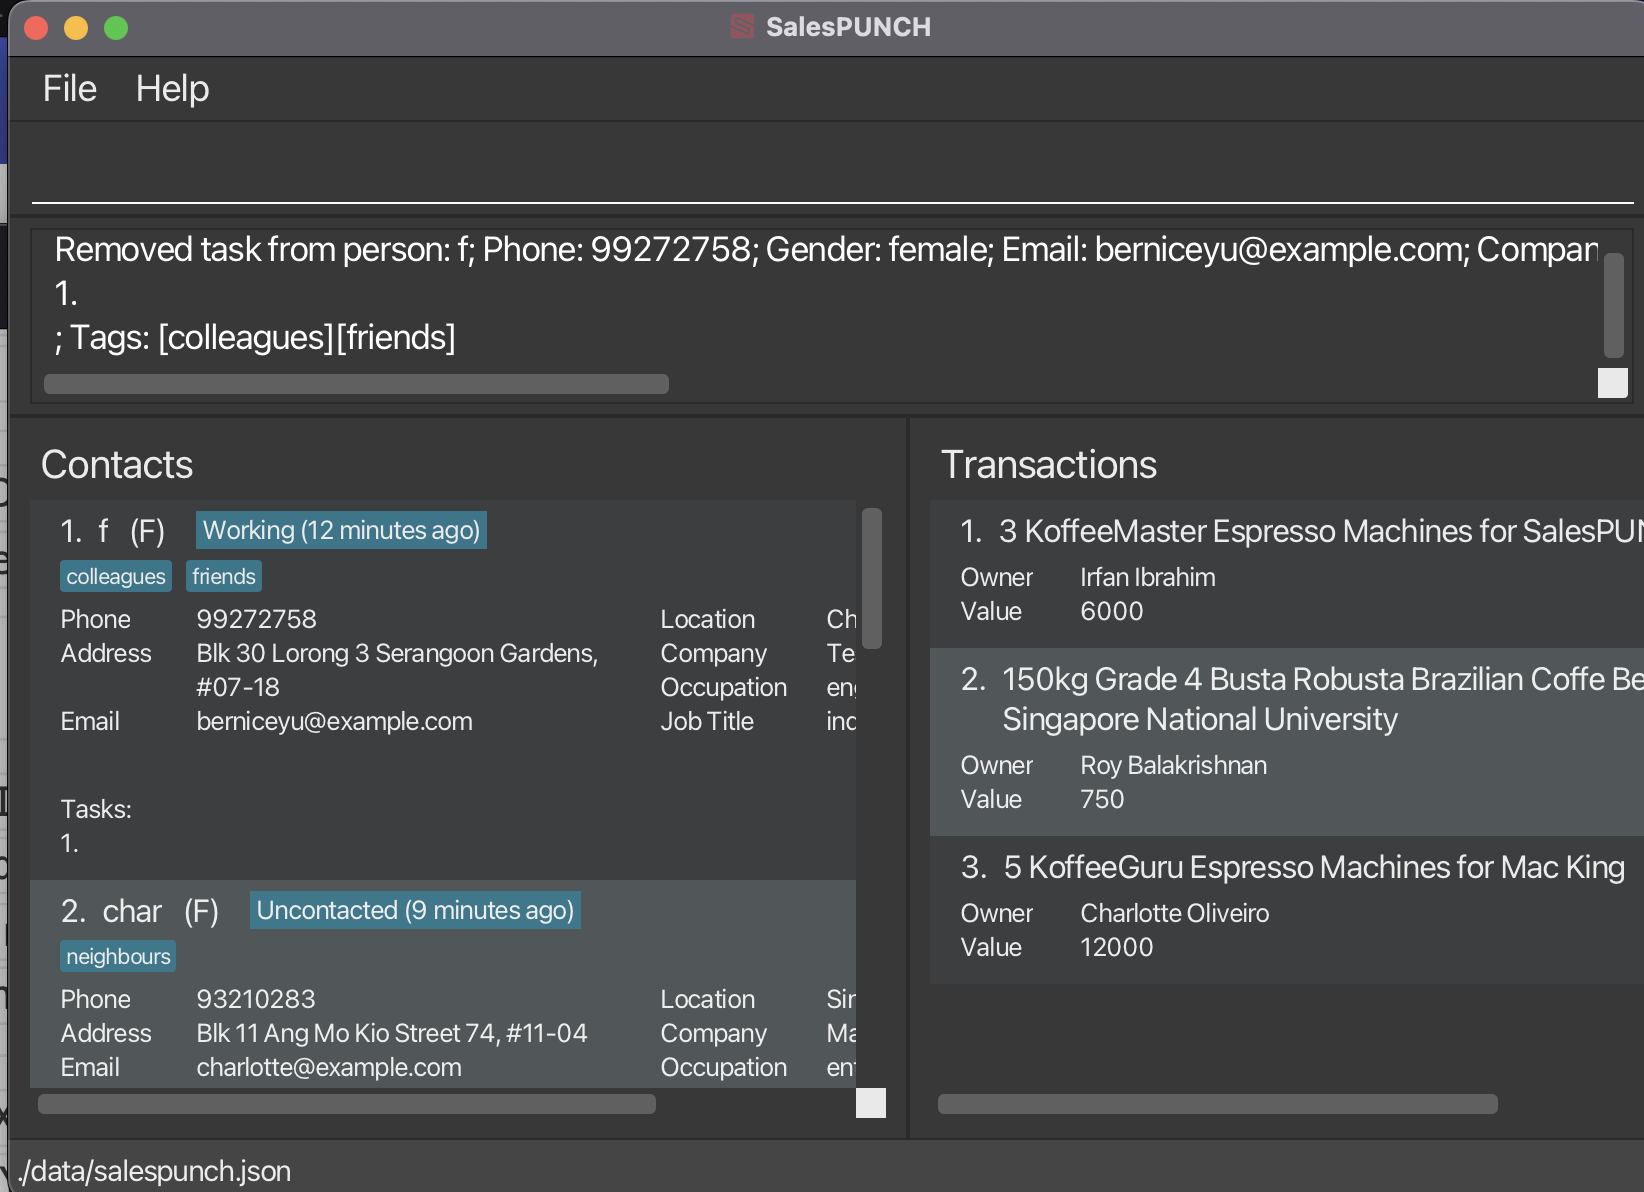 SalesPUNCH
File Help
Removed task from person: f; Phone: 99272758; Gender: female; Email: berniceyu@example.com; Compan
1.
; Tags: [colleagues][friends]
Contacts
1. f (F) Working (12 minutes ago)
colleagues friends
Phone 99272758 Location Ch
Address Blk 30 Lorong 3 Serangoon Gardens, Company Te
#07-18 Occupation eng
Email berniceyu@example.com Job Title ind
Tasks:
1.
2. char (F) Uncontacted (9 minutes ago)
neighbours
Phone 93210283 Location Sin
Address Blk 11 Ang Mo Kio Street 74, #11-04 Company Ma
Email charlotte@example.com Occupation ent
Transactions
1. 3 KoffeeMaster Espresso Machines for SalesPUN
Owner Irfan Ibrahim
Value 6000
2. 150kg Grade 4 Busta Robusta Brazilian Coffe Be
Singapore National University
Owner Roy Balakrishnan
Value 750
3. 5 KoffeeGuru Espresso Machines for Mac King
Owner Charlotte Oliveiro
Value 12000
./data/salespunch.json